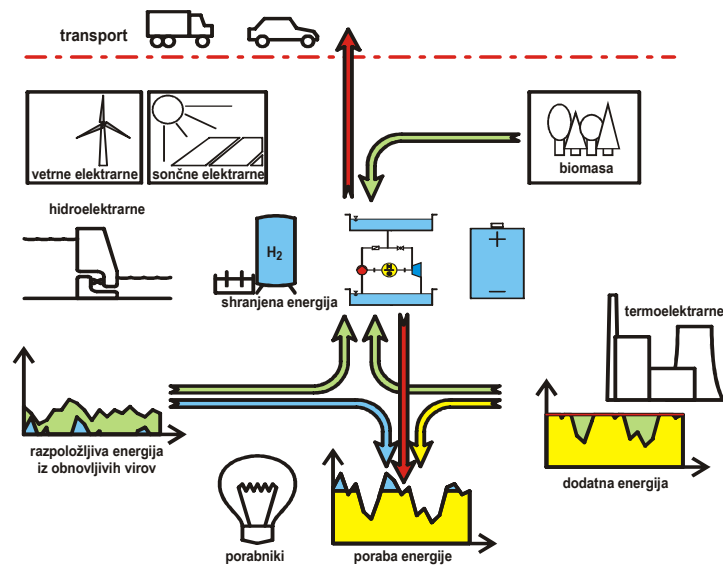 transport
vetrne elektrarne
sončne elektrarne
biomasa
hidroelektrarne
H2
+
−
shranjena energija
termoelektrarne
razpoložljiva energija
iz obnovljivih virov
dodatna energija
porabniki
poraba energije